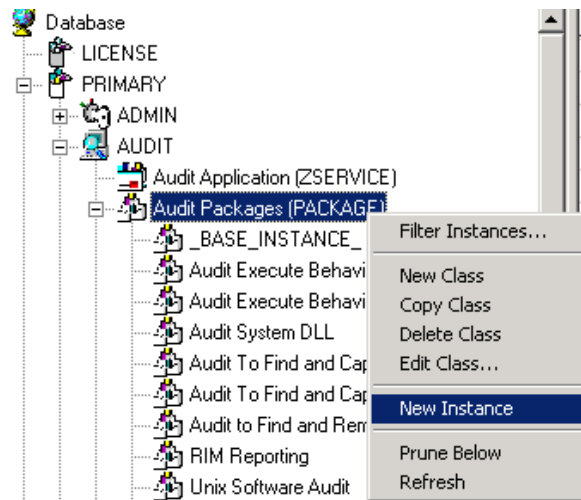 Database
LICENSE
PRIMARY
ADMIN
AUDIT
Audit Application (ZSERVICE)
Audit Packages (PACKAGE)
_BASE_INSTANCE_
Audit Execute Behavi
Audit Execute Behavi
Audit System DLL
Audit To Find and Cap
Audit To Find and Cap
Audit to Find and Rem
RIM Reporting
Unix Software Audit
Filter Instances...
New Class
Copy Class
Delete Class
Edit Class...
New Instance
Prune Below
Refresh